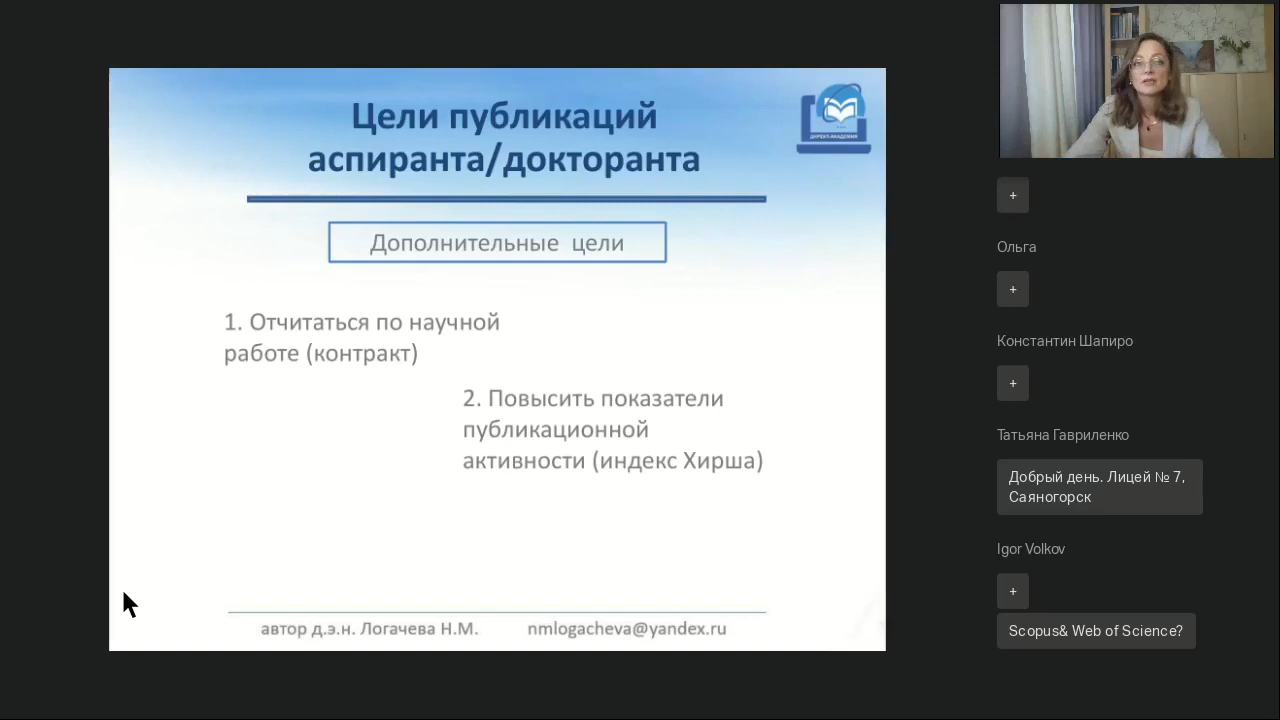 Цели публикаций
аспиранта/докторанта
ДИРЕКТ-АКАДЕМИЯ
Дополнительные цели
1. Отчитаться по научной
работе (контракт)
2. Повысить показатели
публикационной
активности (индекс Хирша)
автор д.э.н. Логачева Н.М. nmlogacheva@yandex.ru
+
Ольга
+
Константин Шапиро
+
Татьяна Гавриленко
Добрый день. Лицей № 7,
Саяногорск
Igor Volkov
+
Scopus& Web of Science?